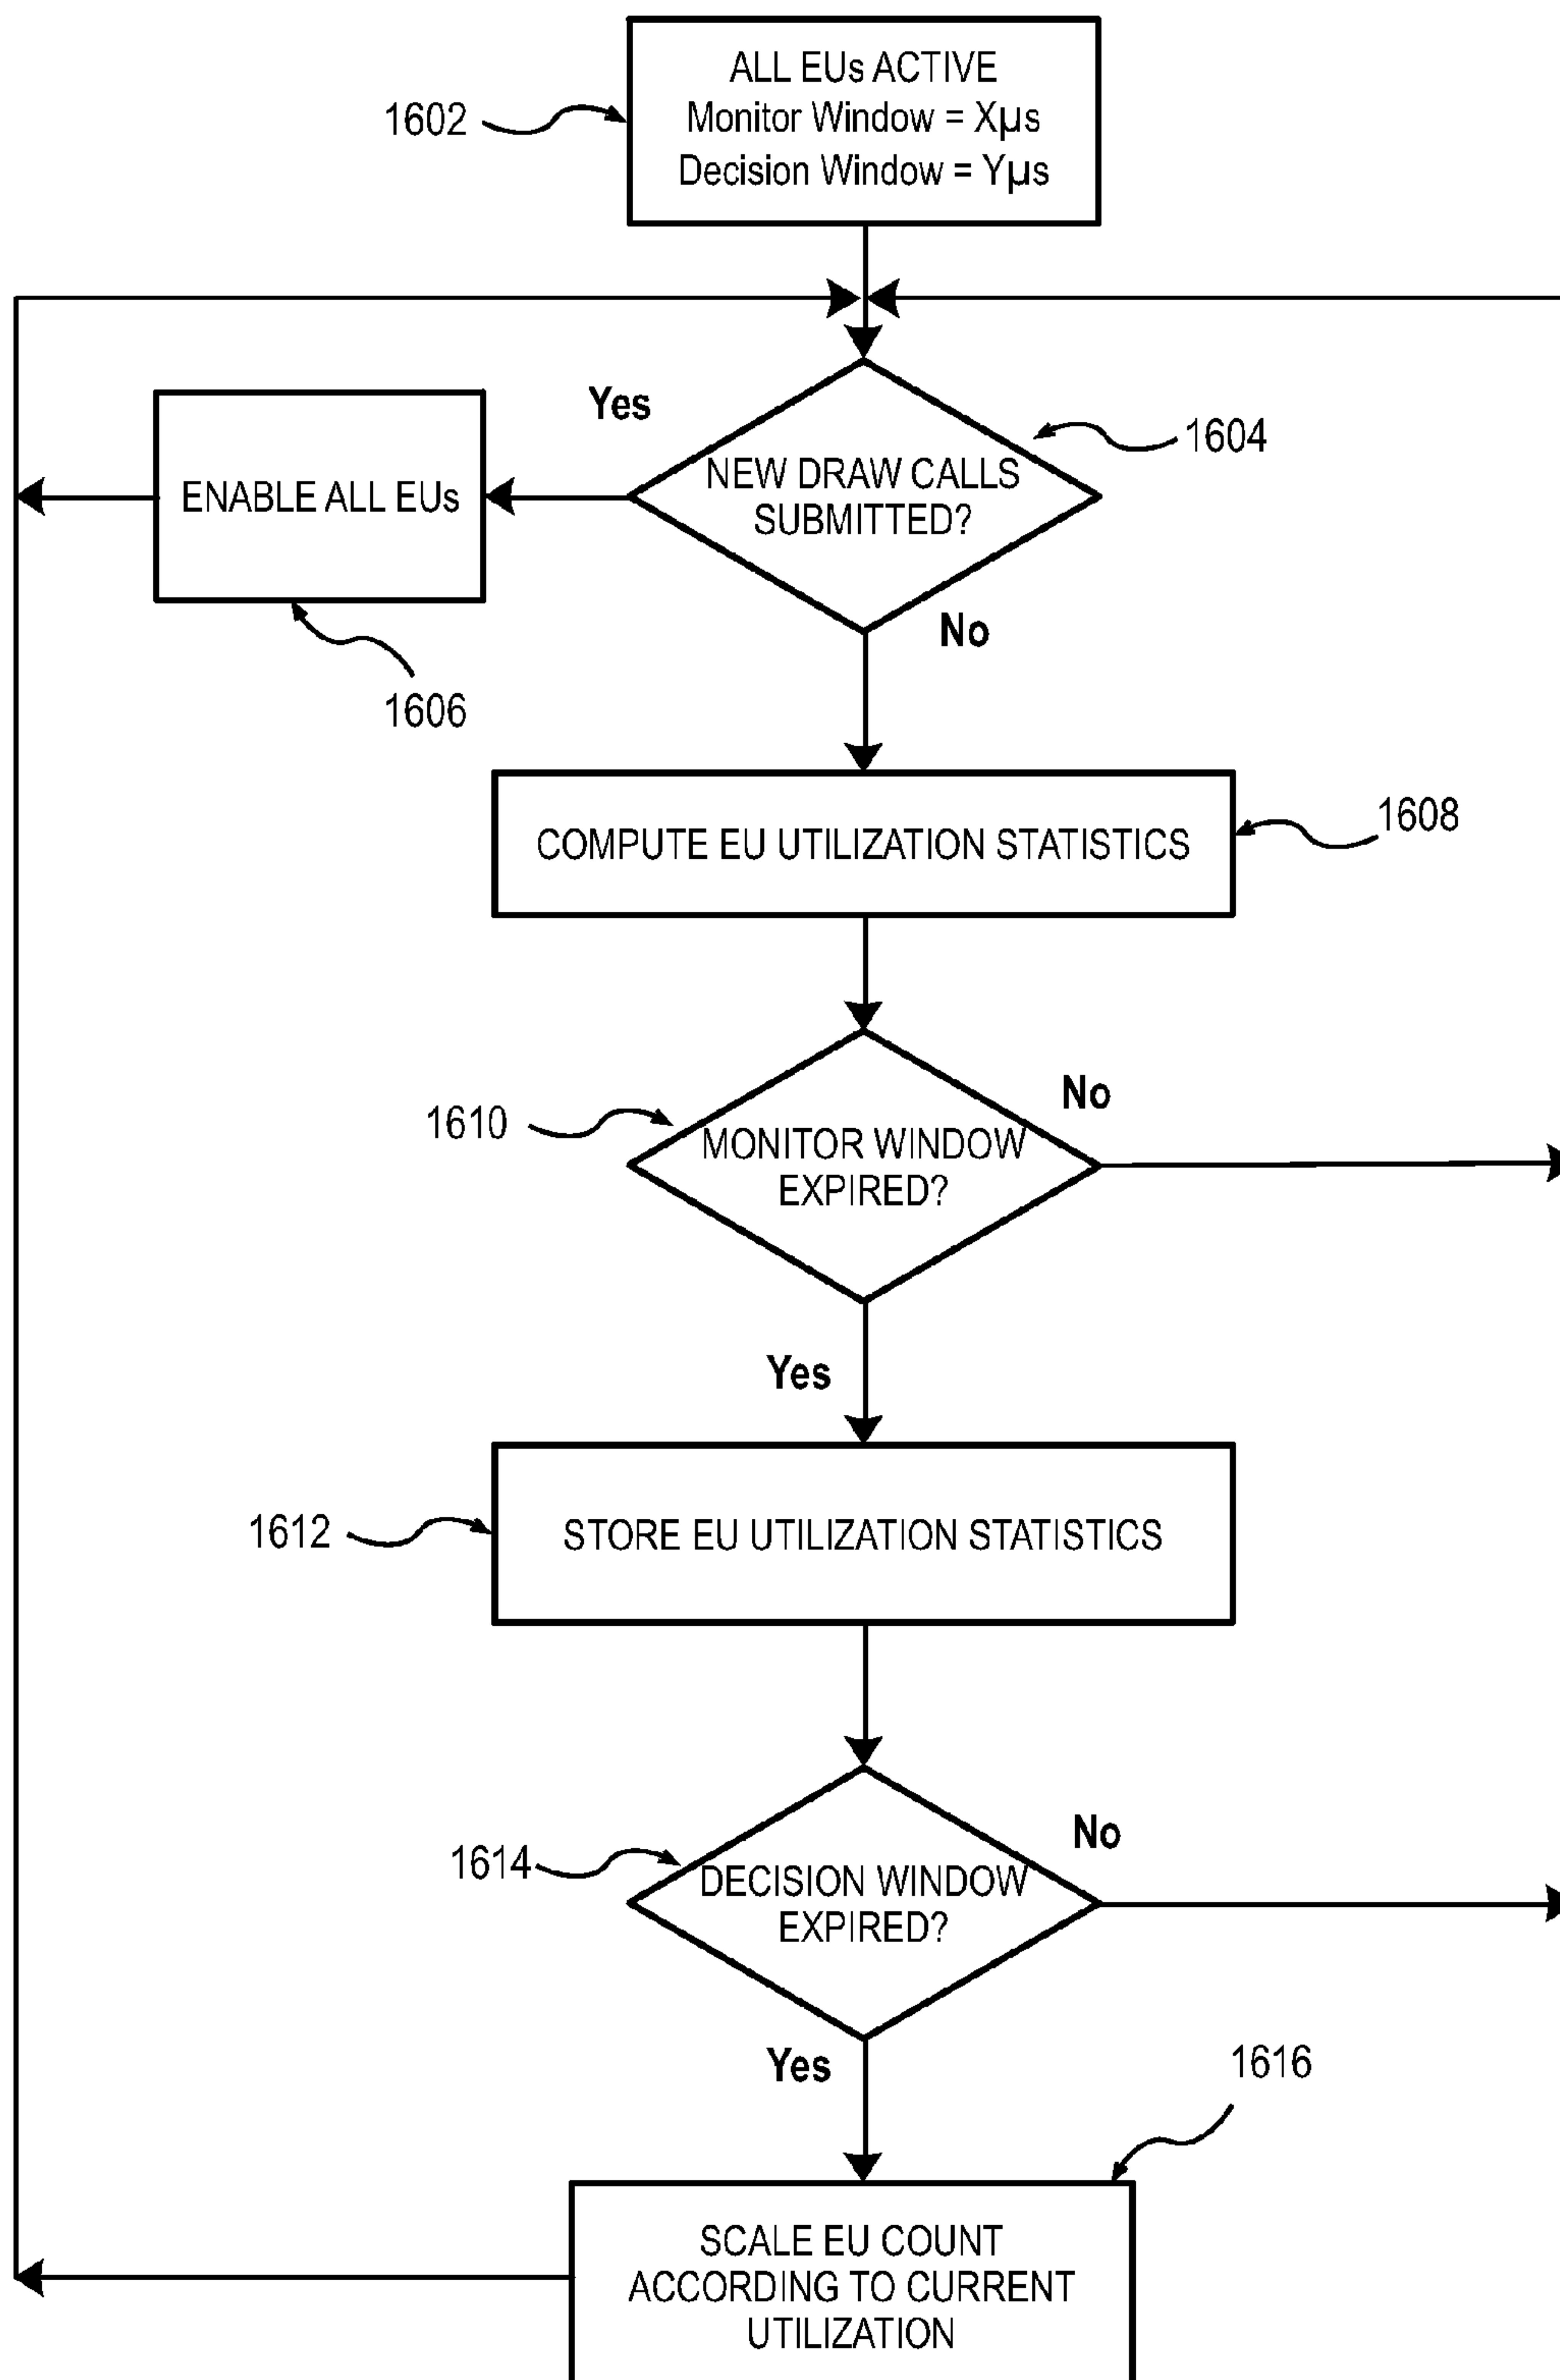 ALL EUs ACTIVE
Monitor Window = Xµs
Decision Window = Yµs
1602
Yes
1604
NEW DRAW CALLS
SUBMITTED?
ENABLE ALL EUs
No
1606
1608
COMPUTE EU UTILIZATION STATISTICS
No
1610
MONITOR WINDOW
EXPIRED?
Yes
1612
STORE EU UTILIZATION STATISTICS
No
1614
DECISION WINDOW
EXPIRED?
Yes
1616
SCALE EU COUNT
ACCORDING TO CURRENT
UTILIZATION